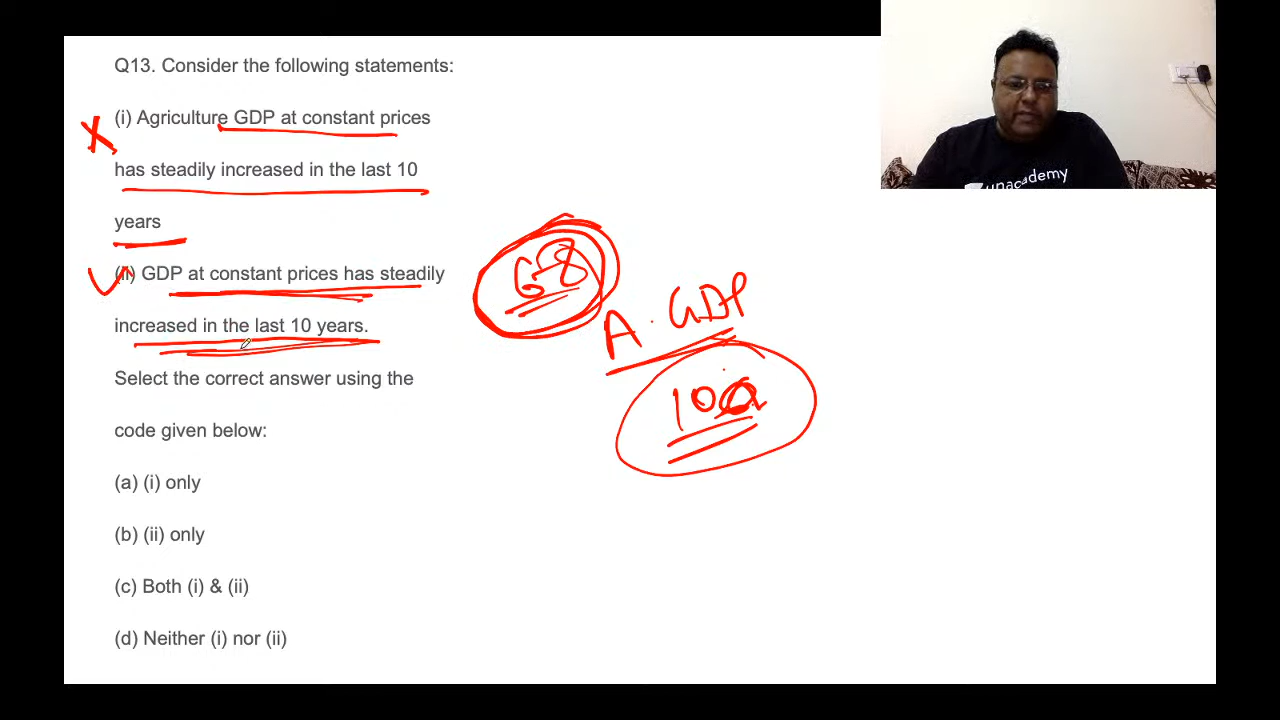 Q13. Consider the following statements:
(i) Agriculture GDP at constant prices
has steadily increased in the last 10
years
(ii) GDP at constant prices has steadily
increased in the last 10 years.
Select the correct answer using the
code given below:
(a) (i) only
(b) (ii) only
(c) Both (i) & (ii)
(d) Neither (i) nor (ii)
A. GDP
unacademy